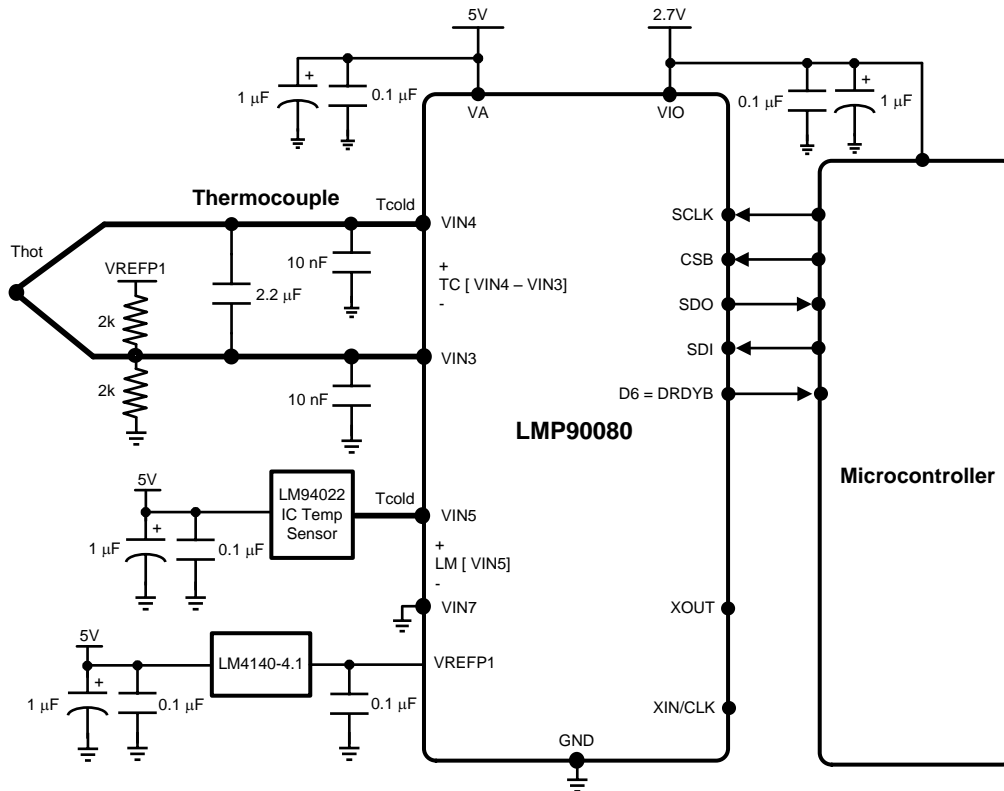 5V
2.7V
+
1 µF
0.1 µF
0.1 µF
+
1 µF
VA
VIO
Thermocouple
Tcold
VIN4
SCLK
Thot
VREFP1
10 nF
+
TC [ VIN4 – VIN3]
-
CSB
2k
2.2 µF
SDO
VIN3
SDI
2k
10 nF
D6 = DRDYB
LMP90080
Microcontroller
5V
LM94022
IC Temp
Sensor
Tcold
VIN5
+
1 µF
0.1 µF
+
LM [ VIN5]
-
VIN7
XOUT
5V
LM4140-4.1
VREFP1
+
1 µF
0.1 µF
0.1 µF
XIN/CLK
GND